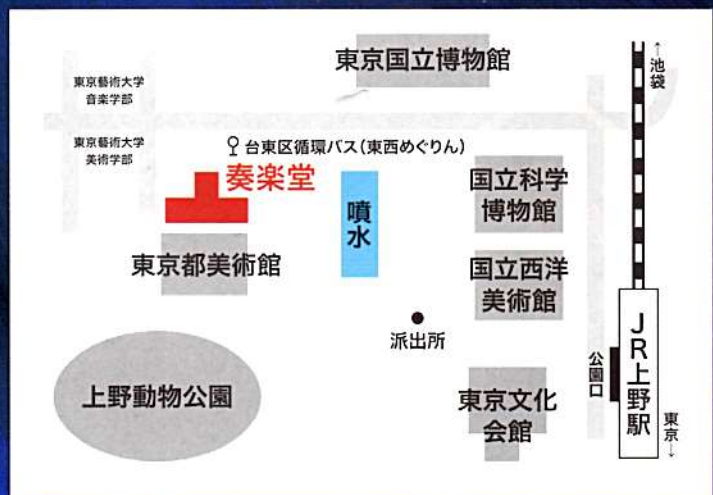 東京国立博物館
↑池袋
東京藝術大学
音楽学部
東京藝術大学
美術学部
台東区循環バス(東西めぐりん)
奏楽堂
噴水
国立科学
博物館
東京都美術館
国立西洋
美術館
派出所
上野動物公園
東京文化
会館
公園口
JR上野駅
東京↓